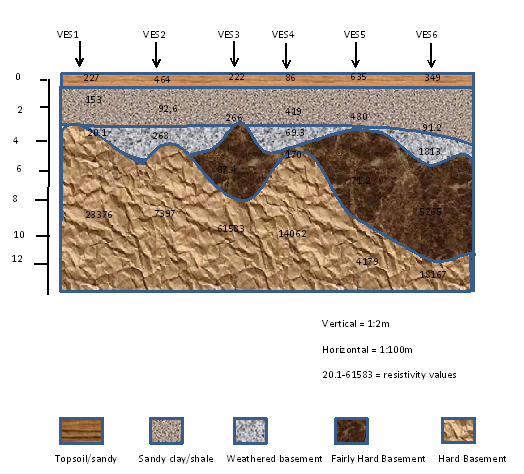 VES1 VES2 VES3 VES4 VES5 VES6
0 227 464 222 86 635 349
153
2 92.6 266 419 480 91.2
20.1 268 69.3
4 170 1813
6 87.4 71.2
8 23376 7397 5265
10 61583 14062
12 4179 18167
Vertical = 1:2m
Horizontal = 1:100m
20.1-61583 = resistivity values
Topsoil/sandy Sandy clay/shale Weathered basement Fairly Hard Basement Hard Basement